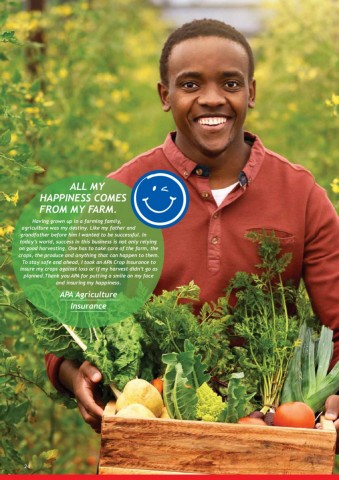 ALL MY
HAPPINESS COMES
FROM MY FARM.
Having grown up in a farming family,
agriculture was my destiny. Like my father and
grandfather before him I wanted to be successful. In
today's world, success in this business is not only relying
on good harvesting. One has to take care of the farm, the
crops, the produce and anything that can happen to them.
To stay safe and ahead, I took an APA Crop Insurance to
insure my crops against loss or if my harvest didn't go as
planned. Thank you APA for putting a smile on my face
and insuring my happiness.
APA Agriculture
Insurance
24